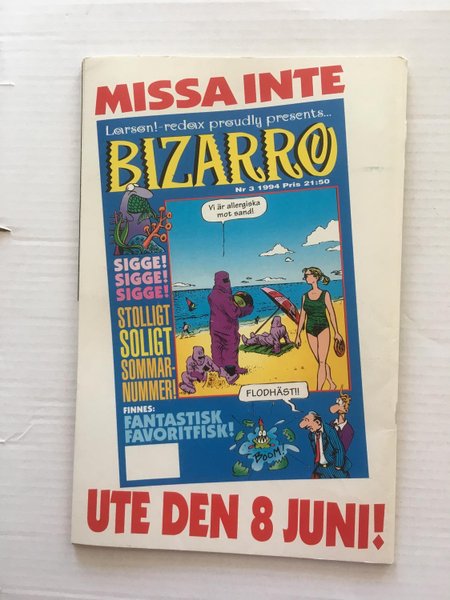 MISSA INTE
Larson!-redax proudly presents...
BIZARRO
Nr 3 1994 Pris 21:50
Vi är allergiska
mot sand!
SIGGE!
SIGGE!
SIGGE!
STOLLIGT
SOLIGT
SOMMAR-
NUMMER!
FINNES:
FANTASTISK
FAVORITFISK!
FLODHÄST!!
BOOM!
UTE DEN 8 JUNI!